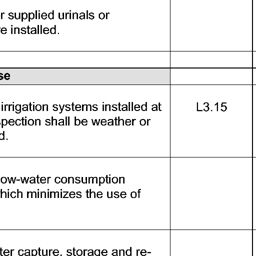 r supplied urinals or
e installed.
se
irrigation systems installed at
L3.15
pection shall be weather or
d.
ow-water consumption
hich minimizes the use of
ter capture, storage and re-